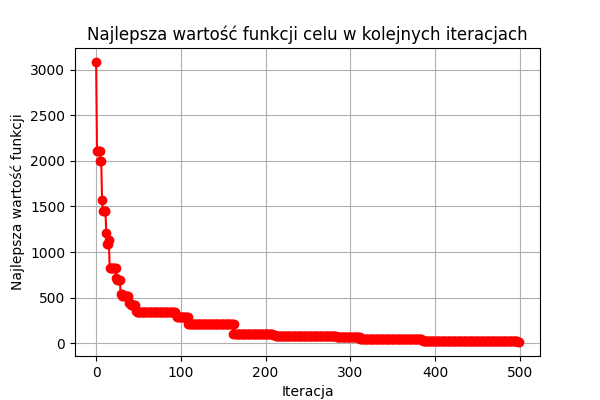 Najlepsza wartość funkcji celu w kolejnych iteracjach
Najlepsza wartość funkcji
3000
2500
2000
1500
1000
500
0
0 100 200 300 400 500
Iteracja